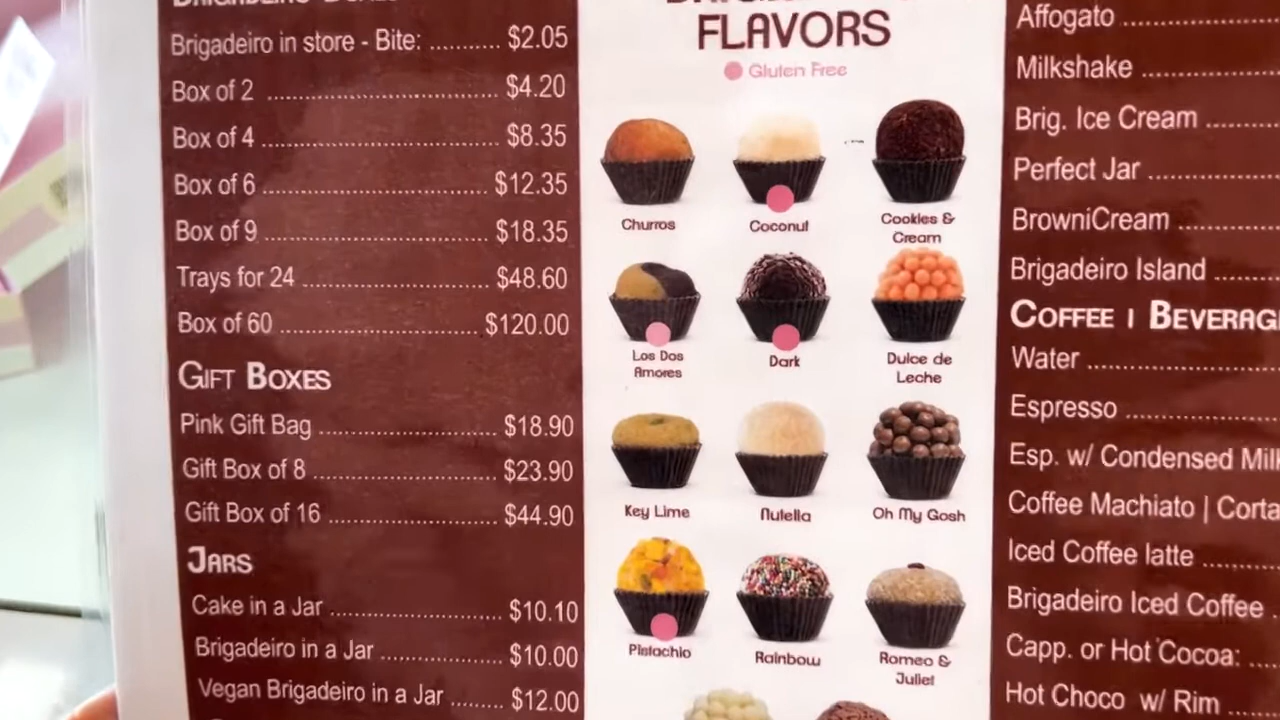 Brigadeiro in store - Bite: .......... $2.05
Box of 2 .......... $4.20
Box of 4 .......... $8.35
Box of 6 .......... $12.35
Box of 9 .......... $18.35
Trays for 24 .......... $48.60
Box of 60 .......... $120.00
GIFT BOXES
Pink Gift Bag .......... $18.90
Gift Box of 8 .......... $23.90
Gift Box of 16 .......... $44.90
JARS
Cake in a Jar .......... $10.10
Brigadeiro in a Jar .......... $10.00
Vegan Brigadeiro in a Jar .......... $12.00
FLAVORS
Gluten Free
Churros
Coconut
Cookies &
Cream
Los Dos
Amores
Dark
Dulce de
Leche
Key Lime
Nutella
Oh My Gosh
Pistachio
Rainbow
Romeo &
Juliet
Affogato ..........
Milkshake ..........
Brig. Ice Cream ..........
Perfect Jar ..........
BrowniCream ..........
Brigadeiro Island ..........
COFFEE | BEVERAG
Water ..........
Espresso ..........
Esp. w/ Condensed Milk
Coffee Machiato | Corta
Iced Coffee latte ..........
Brigadeiro Iced Coffee .
Capp. or Hot Cocoa: ....
Hot Choco w/ Rim ......